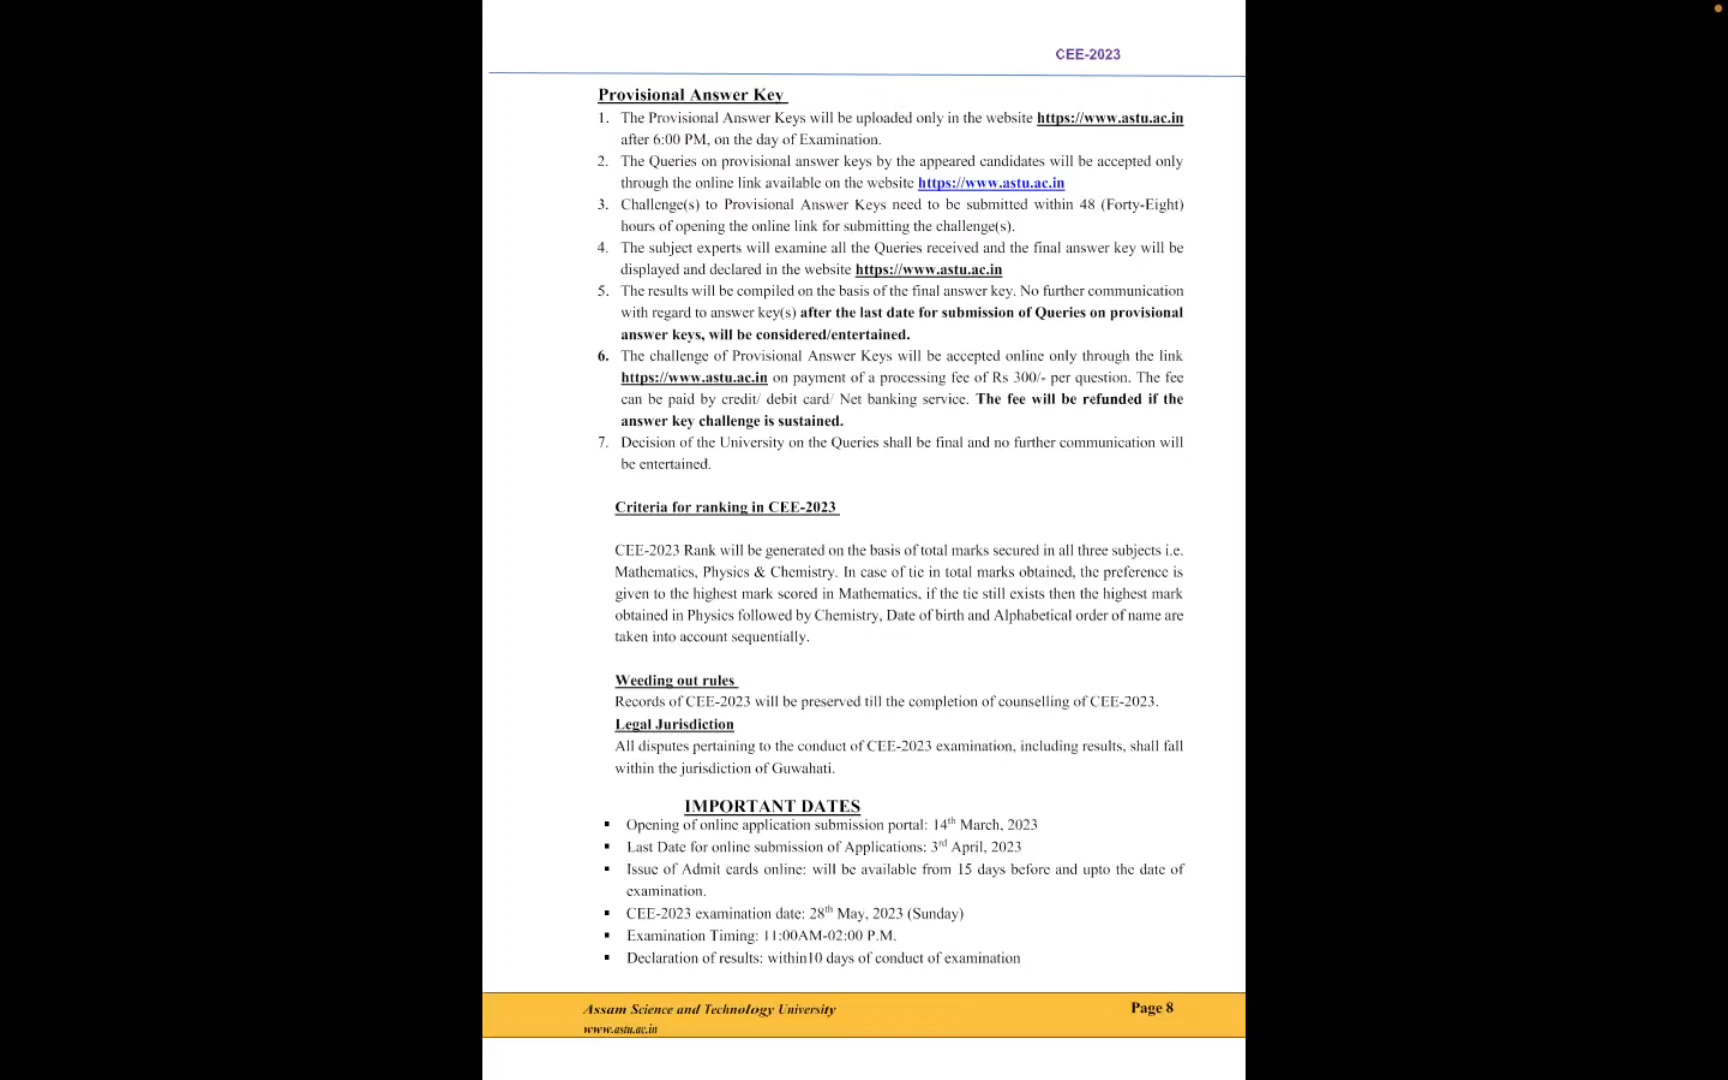 CEE-2023
Provisional Answer Key
1. The Provisional Answer Keys will be uploaded only in the website https://www.astu.ac.in
after 6:00 PM, on the day of Examination.
2. The Queries on provisional answer keys by the appeared candidates will be accepted only
through the online link available on the website https://www.astu.ac.in
3. Challenge(s) to Provisional Answer Keys need to be submitted within 48 (Forty-Eight)
hours of opening the online link for submitting the challenge(s).
4. The subject experts will examine all the Queries received and the final answer key will be
displayed and declared in the website https://www.astu.ac.in
5. The results will be compiled on the basis of the final answer key. No further communication
with regard to answer key(s) after the last date for submission of Queries on provisional
answer keys, will be considered/entertained.
6. The challenge of Provisional Answer Keys will be accepted online only through the link
https://www.astu.ac.in on payment of a processing fee of Rs 300/- per question. The fee
can be paid by credit/ debit card/ Net banking service. The fee will be refunded if the
answer key challenge is sustained.
7. Decision of the University on the Queries shall be final and no further communication will
be entertained.
Criteria for ranking in CEE-2023
CEE-2023 Rank will be generated on the basis of total marks secured in all three subjects i.e.
Mathematics, Physics & Chemistry. In case of tie in total marks obtained, the preference is
given to the highest mark scored in Mathematics, if the tie still exists then the highest mark
obtained in Physics followed by Chemistry, Date of birth and Alphabetical order of name are
taken into account sequentially.
Weeding out rules
Records of CEE-2023 will be preserved till the completion of counselling of CEE-2023.
Legal Jurisdiction
All disputes pertaining to the conduct of CEE-2023 examination, including results, shall fall
within the jurisdiction of Guwahati.
IMPORTANT DATES
▪ Opening of online application submission portal: 14th March, 2023
▪ Last Date for online submission of Applications: 3rd April, 2023
▪ Issue of Admit cards online: will be available from 15 days before and upto the date of
examination.
▪ CEE-2023 examination date: 28th May, 2023 (Sunday)
▪ Examination Timing: 11:00AM-02:00 P.M.
▪ Declaration of results: within10 days of conduct of examination
Assam Science and Technology University Page 8
www.astu.ac.in